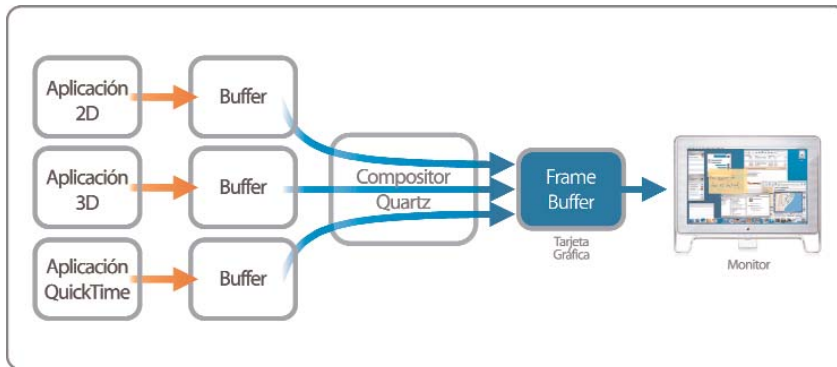 Aplicación
2D
Buffer
Aplicación
3D
Buffer
Compositor
Quartz
Frame
Buffer
Tarjeta
Gráfica
Monitor
Aplicación
QuickTime
Buffer